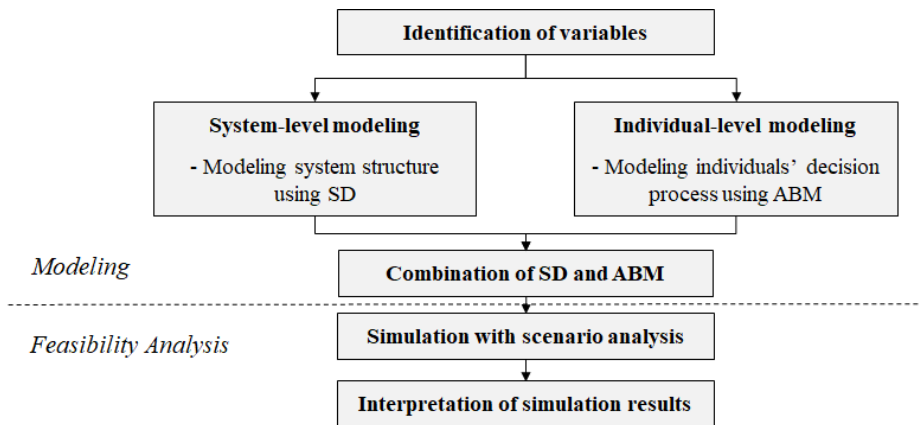 Identification of variables
System-level modeling
- Modeling system structure
using SD
Individual-level modeling
- Modeling individuals’ decision
process using ABM
Modeling
Combination of SD and ABM
Feasibility Analysis
Simulation with scenario analysis
Interpretation of simulation results